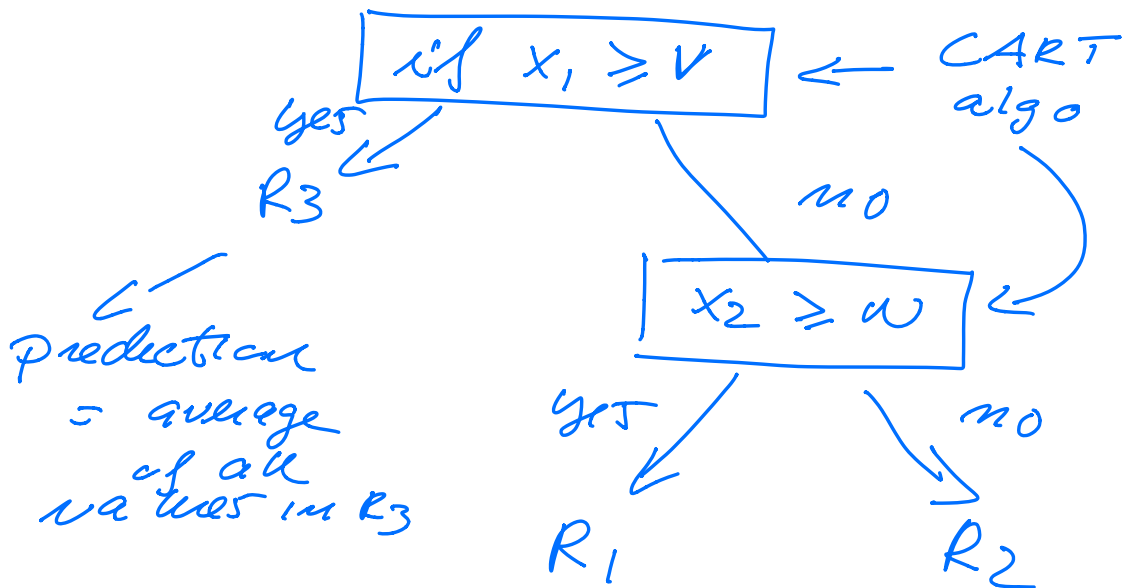 if x₁ ≥ v
CART
algo
yes
R3
no
x₂ ≥ w
prediction
= average
of all
values in R3
yes
no
R₁
R₂